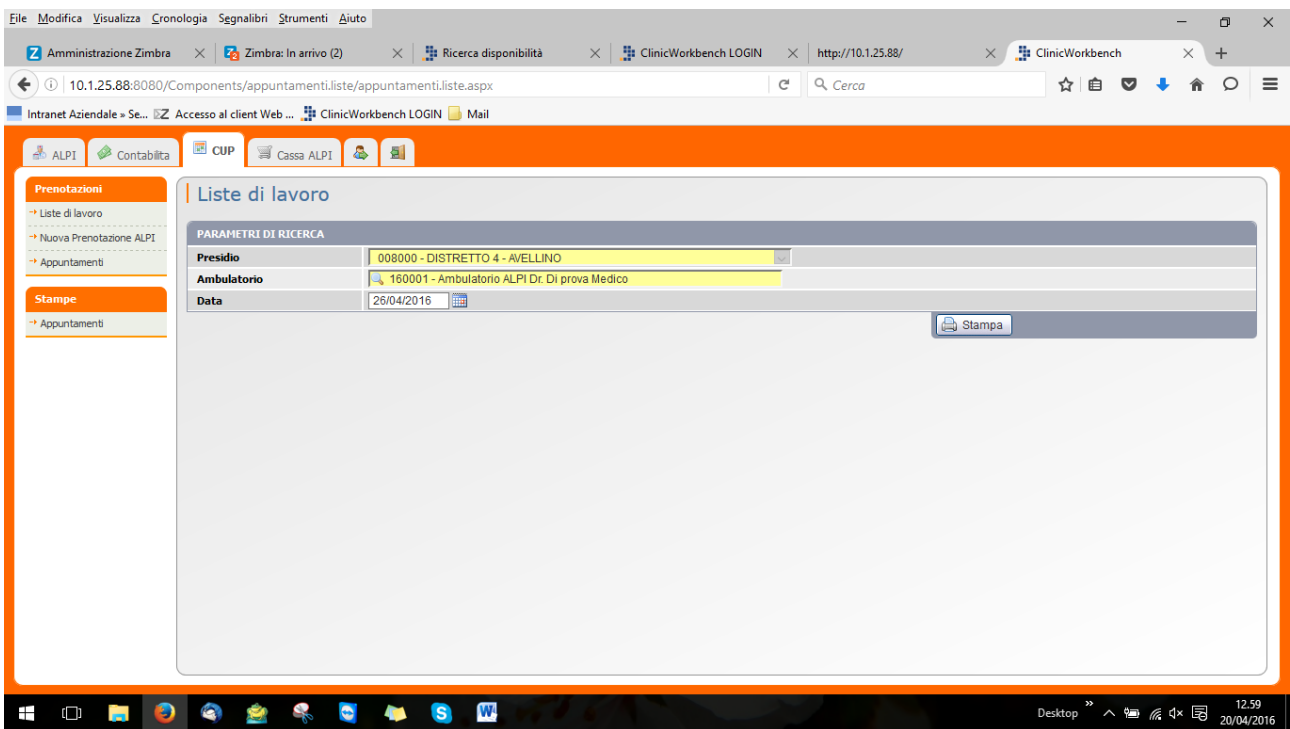 File Modifica Visualizza Cronologia Segnalibri Strumenti Aiuto
Amministrazione Zimbra Zimbra: In arrivo (2) Ricerca disponibilità ClinicWorkbench LOGIN http://10.1.25.88/ ClinicWorkbench
10.1.25.88:8080/Components/appuntamenti.liste/appuntamenti.liste.aspx Cerca
Intranet Aziendale » Se... Accesso al client Web ... ClinicWorkbench LOGIN Mail
ALPI Contabilita CUP Cassa ALPI
Prenotazioni
Liste di lavoro
Nuova Prenotazione ALPI
Appuntamenti
Stampe
Appuntamenti
Liste di lavoro
PARAMETRI DI RICERCA
Presidio 008000 - DISTRETTO 4 - AVELLINO
Ambulatorio 160001 - Ambulatorio ALPI Dr. Di prova Medico
Data 26/04/2016
Stampa
Desktop 12.59
20/04/2016